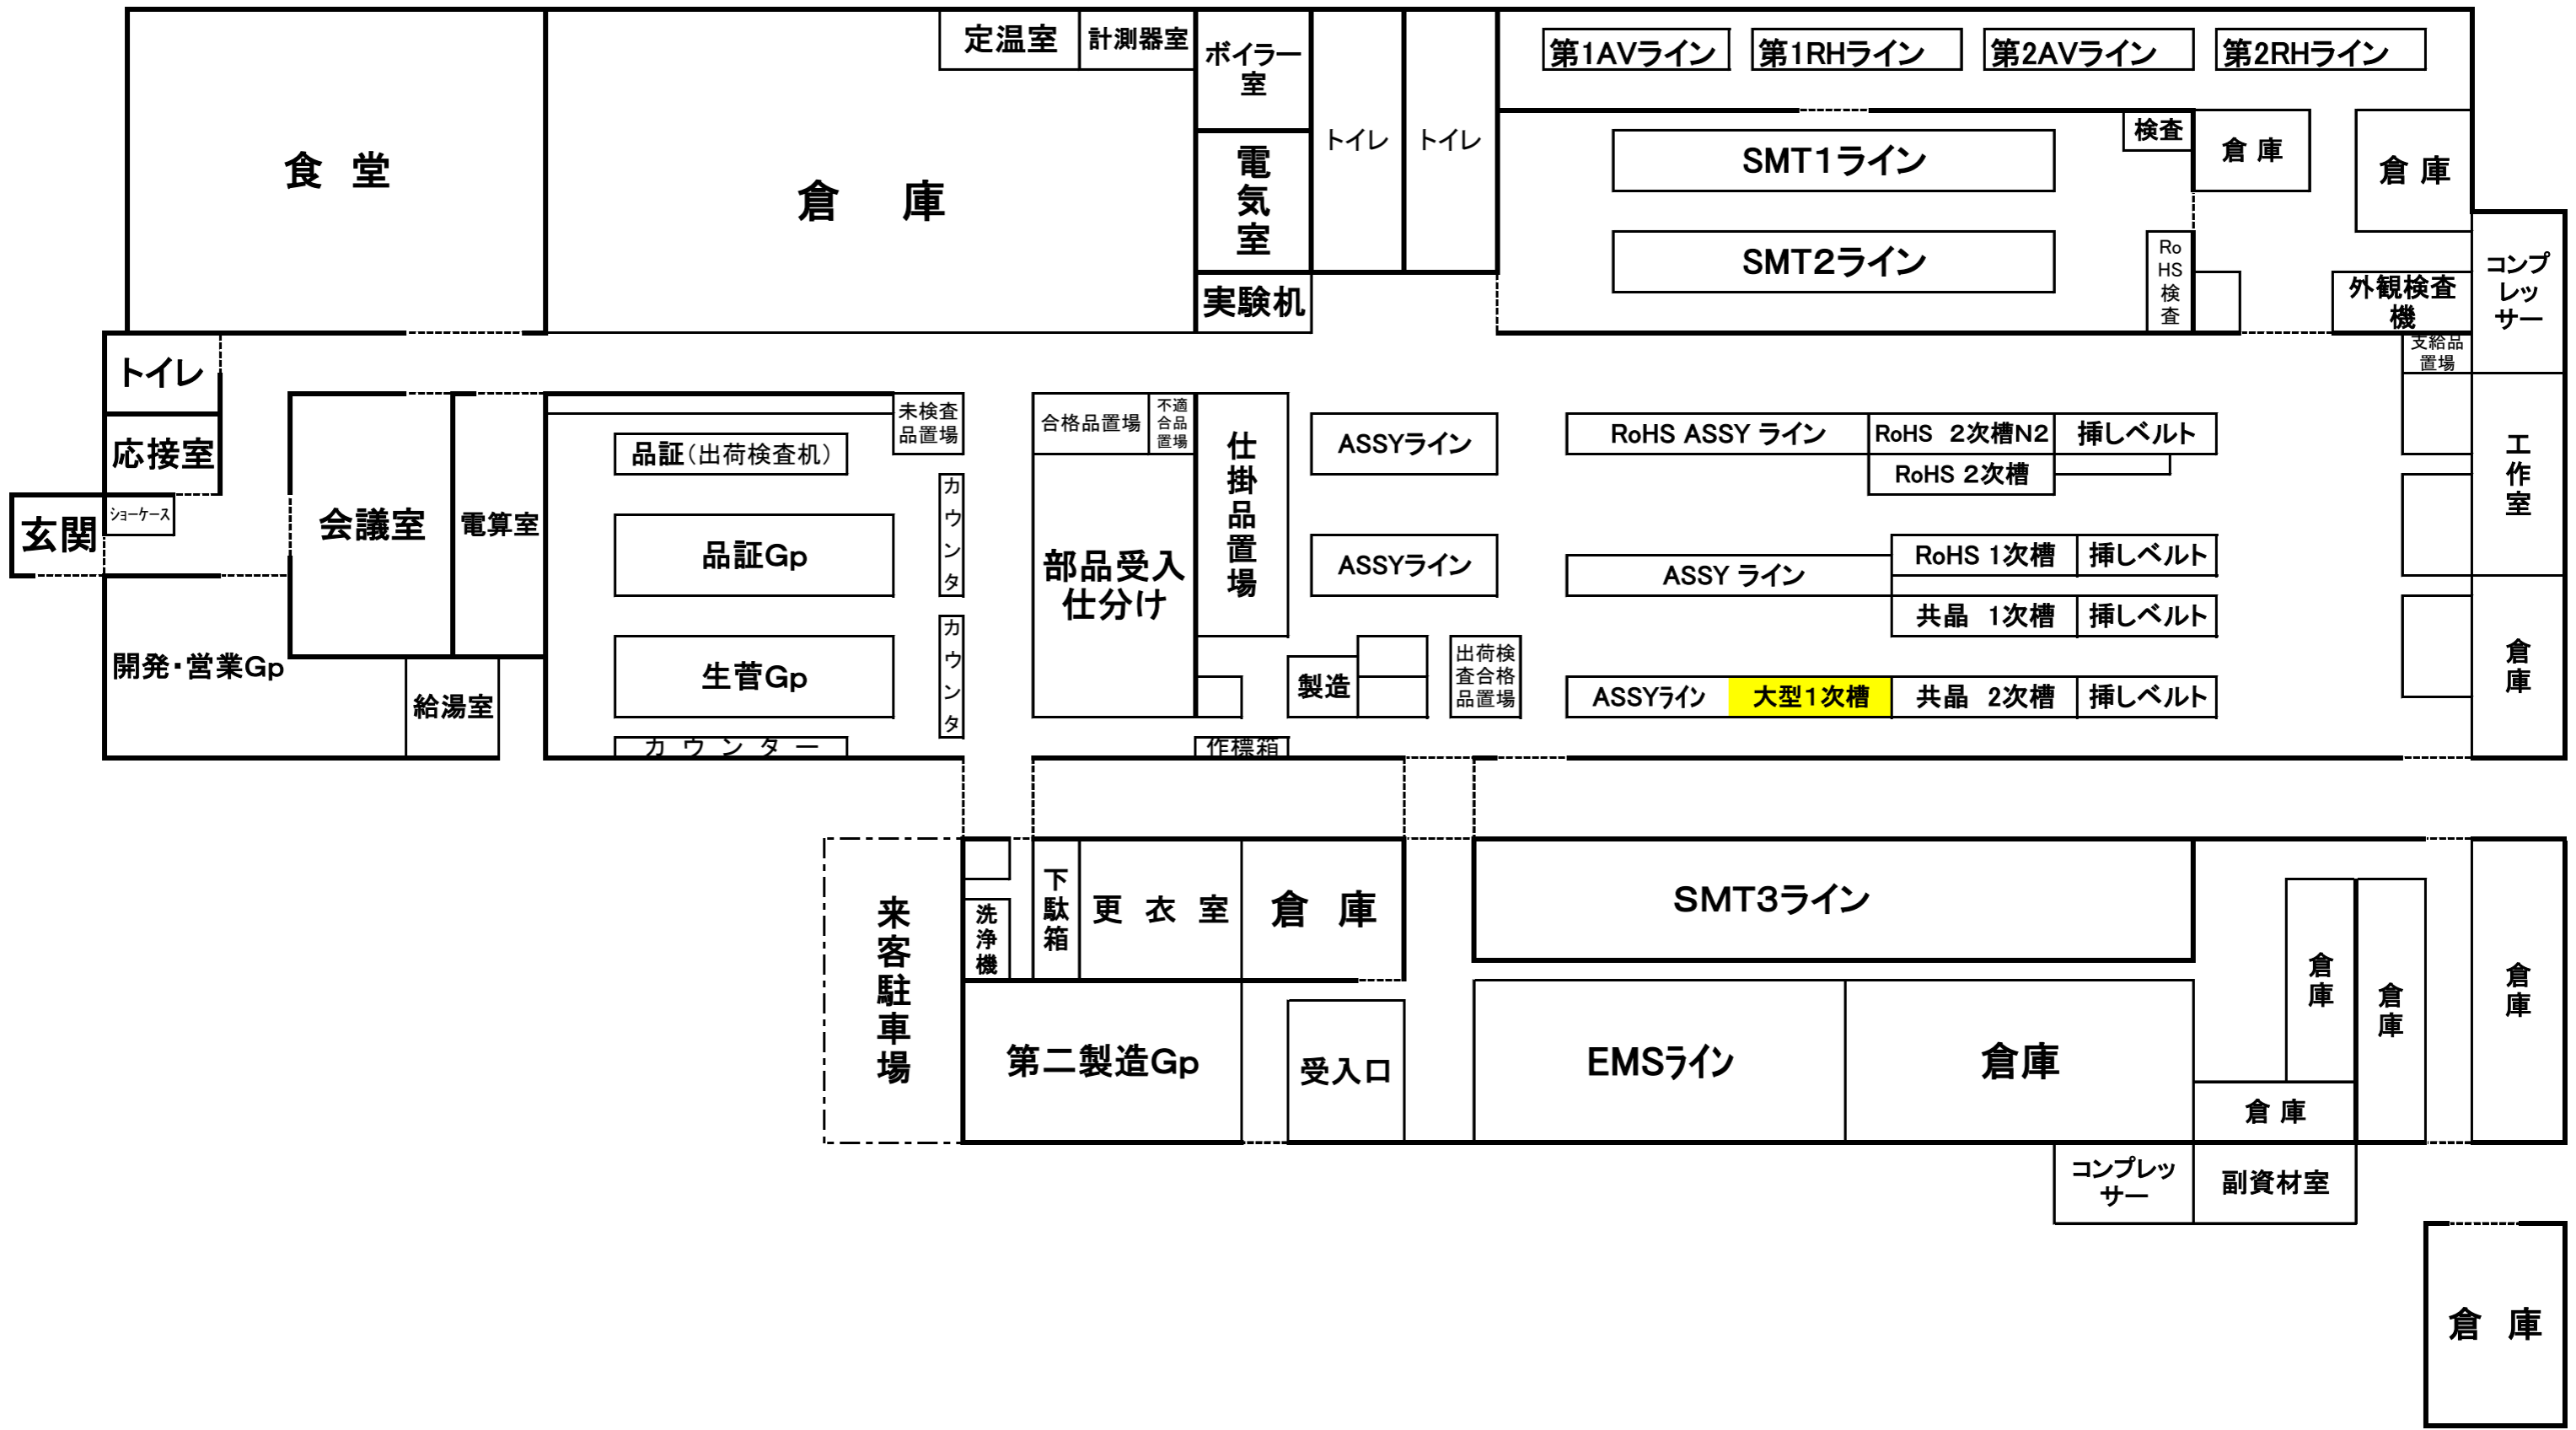 定温室
計測器室
ボイラー
室
トイレ
トイレ
第1AVライン
第1RHライン
第2AVライン
第2RHライン
食 堂
倉 庫
電
気
室
実験机
SMT1ライン
SMT2ライン
検査
倉 庫
倉 庫
Ro
HS
検
査
外観検査
機
コンプ
レッ
サー
支給品
置場
トイレ
応接室
玄関
ショーケース
会議室
電算室
開発・営業Gp
給湯室
未検査
品置場
品証(出荷検査机)
品証Gp
生菅Gp
カ
ウ
ン
タ
カ
ウ
ン
タ
カ ウ ン タ ー
合格品置場
不適
合品
置場
部品受入
仕分け
仕
掛
品
置
場
ASSYライン
ASSYライン
製造
出荷検
査合格
品置場
作標箱
RoHS ASSY ライン
RoHS 2次槽N2
挿しベルト
RoHS 2次槽
ASSY ライン
RoHS 1次槽
挿しベルト
共晶 1次槽
挿しベルト
ASSYライン
大型1次槽
共晶 2次槽
挿しベルト
工
作
室
倉
庫
来
客
駐
車
場
洗
浄
機
下
駄
箱
更 衣 室
倉 庫
第二製造Gp
受入口
SMT3ライン
EMSライン
倉庫
倉
庫
倉
庫
倉
庫
倉 庫
コンプレッ
サー
副資材室
倉 庫